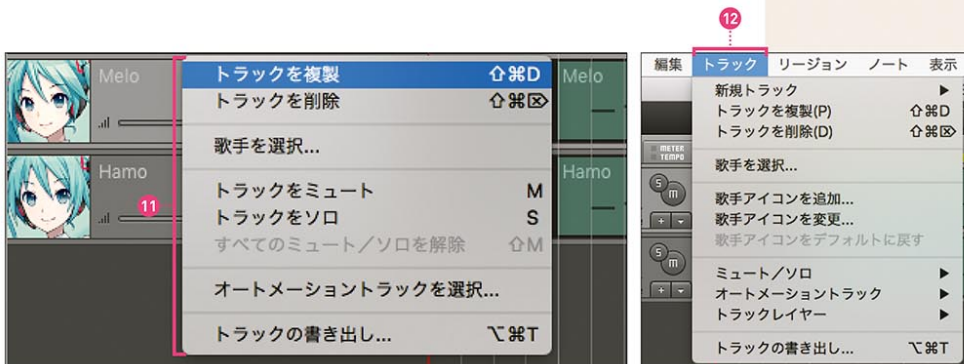 ⑫
Melo
Hamo
⑪
トラックを複製 ⇧⌘D
トラックを削除 ⇧⌘⌦
歌手を選択...
トラックをミュート M
トラックをソロ S
すべてのミュート／ソロを解除 ⇧M
オートメーショントラックを選択...
トラックの書き出し... ⌥⌘T
Melo
Hamo
編集 トラック リージョン ノート 表示
新規トラック ▶
トラックを複製(P) ⇧⌘D
トラックを削除(D) ⇧⌘⌦
歌手を選択...
歌手アイコンを追加...
歌手アイコンを変更...
歌手アイコンをデフォルトに戻す
ミュート／ソロ ▶
オートメーショントラック ▶
トラックレイヤー ▶
トラックの書き出し... ⌥⌘T
METER
TEMPO
S
m
S
m